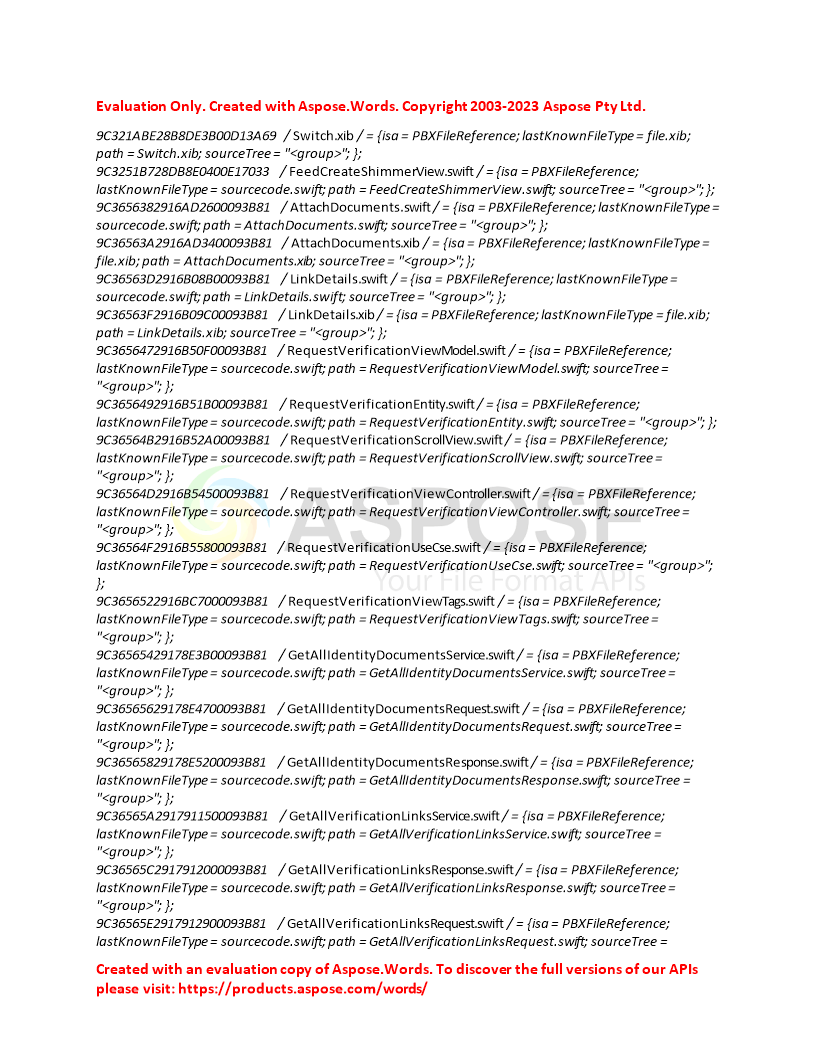 Evaluation Only. Created with Aspose.Words. Copyright 2003-2023 Aspose Pty Ltd.
9C321ABE28B8DE3B00D13A69 / Switch.xib / = {isa = PBXFileReference; lastKnownFileType = file.xib;
path = Switch.xib; sourceTree = "<group>"; };
9C3251B728DB8E0400E17033 / FeedCreateShimmerView.swift / = {isa = PBXFileReference;
lastKnownFileType = sourcecode.swift; path = FeedCreateShimmerView.swift; sourceTree = "<group>"; };
9C3656382916AD2600093B81 / AttachDocuments.swift / = {isa = PBXFileReference; lastKnownFileType =
sourcecode.swift; path = AttachDocuments.swift; sourceTree = "<group>"; };
9C36563A2916AD3400093B81 / AttachDocuments.xib / = {isa = PBXFileReference; lastKnownFileType =
file.xib; path = AttachDocuments.xib; sourceTree = "<group>"; };
9C36563D2916B08B00093B81 / LinkDetails.swift / = {isa = PBXFileReference; lastKnownFileType =
sourcecode.swift; path = LinkDetails.swift; sourceTree = "<group>"; };
9C36563F2916B09C00093B81 / LinkDetails.xib / = {isa = PBXFileReference; lastKnownFileType = file.xib;
path = LinkDetails.xib; sourceTree = "<group>"; };
9C3656472916B50F00093B81 / RequestVerificationViewModel.swift / = {isa = PBXFileReference;
lastKnownFileType = sourcecode.swift; path = RequestVerificationViewModel.swift; sourceTree =
"<group>"; };
9C3656492916B51B00093B81 / RequestVerificationEntity.swift / = {isa = PBXFileReference;
lastKnownFileType = sourcecode.swift; path = RequestVerificationEntity.swift; sourceTree = "<group>"; };
9C36564B2916B52A00093B81 / RequestVerificationScrollView.swift / = {isa = PBXFileReference;
lastKnownFileType = sourcecode.swift; path = RequestVerificationScrollView.swift; sourceTree =
"<group>"; };
9C36564D2916B54500093B81 / RequestVerificationViewController.swift / = {isa = PBXFileReference;
lastKnownFileType = sourcecode.swift; path = RequestVerificationViewController.swift; sourceTree =
"<group>"; };
9C36564F2916B55800093B81 / RequestVerificationUseCse.swift / = {isa = PBXFileReference;
lastKnownFileType = sourcecode.swift; path = RequestVerificationUseCse.swift; sourceTree = "<group>";
};
9C3656522916BC7000093B81 / RequestVerificationViewTags.swift / = {isa = PBXFileReference;
lastKnownFileType = sourcecode.swift; path = RequestVerificationViewTags.swift; sourceTree =
"<group>"; };
9C36565429178E3B00093B81 / GetAllIdentityDocumentsService.swift / = {isa = PBXFileReference;
lastKnownFileType = sourcecode.swift; path = GetAllIdentityDocumentsService.swift; sourceTree =
"<group>"; };
9C36565629178E4700093B81 / GetAllIdentityDocumentsRequest.swift / = {isa = PBXFileReference;
lastKnownFileType = sourcecode.swift; path = GetAllIdentityDocumentsRequest.swift; sourceTree =
"<group>"; };
9C36565829178E5200093B81 / GetAllIdentityDocumentsResponse.swift / = {isa = PBXFileReference;
lastKnownFileType = sourcecode.swift; path = GetAllIdentityDocumentsResponse.swift; sourceTree =
"<group>"; };
9C36565A2917911500093B81 / GetAllVerificationLinksService.swift / = {isa = PBXFileReference;
lastKnownFileType = sourcecode.swift; path = GetAllVerificationLinksService.swift; sourceTree =
"<group>"; };
9C36565C2917912000093B81 / GetAllVerificationLinksResponse.swift / = {isa = PBXFileReference;
lastKnownFileType = sourcecode.swift; path = GetAllVerificationLinksResponse.swift; sourceTree =
"<group>"; };
9C36565E2917912900093B81 / GetAllVerificationLinksRequest.swift / = {isa = PBXFileReference;
lastKnownFileType = sourcecode.swift; path = GetAllVerificationLinksRequest.swift; sourceTree =
ASPOSE
Your File Format APIs
Created with an evaluation copy of Aspose.Words. To discover the full versions of our APIs
please visit: https://products.aspose.com/words/